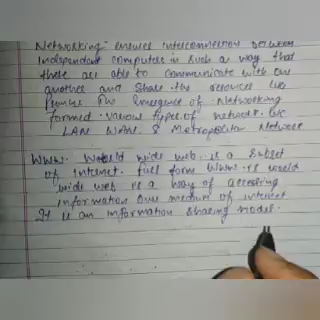 Networking ensures interconnection between
independent computers in such a way that
there are able to communicate with one
another and share the resources like
The emergence of Networking
formed various types of network like
LAN WAN & Metropolitan Network
WWW World wide web is a subset
of internet. full form WWW is world
wide web is a way of accessing
information over medium of internet
It is an information sharing model.